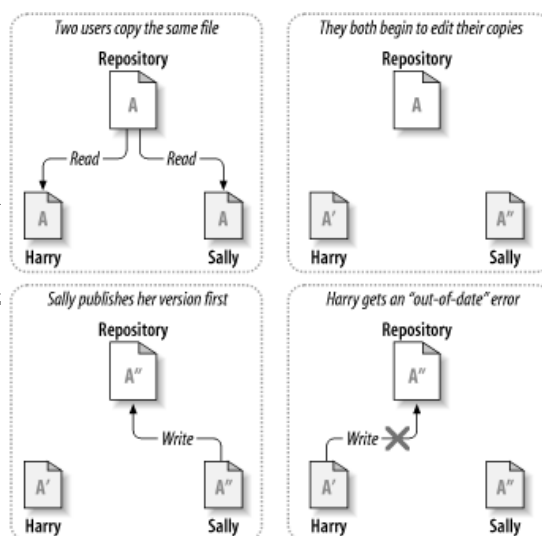 Two users copy the same file
Repository
A
Read
Read
A
A
Harry
Sally
They both begin to edit their copies
Repository
A
A'
A"
Harry
Sally
Sally publishes her version first
Repository
A"
Write
A'
A"
Harry
Sally
Harry gets an "out-of-date" error
Repository
A"
Write
A'
A"
Harry
Sally